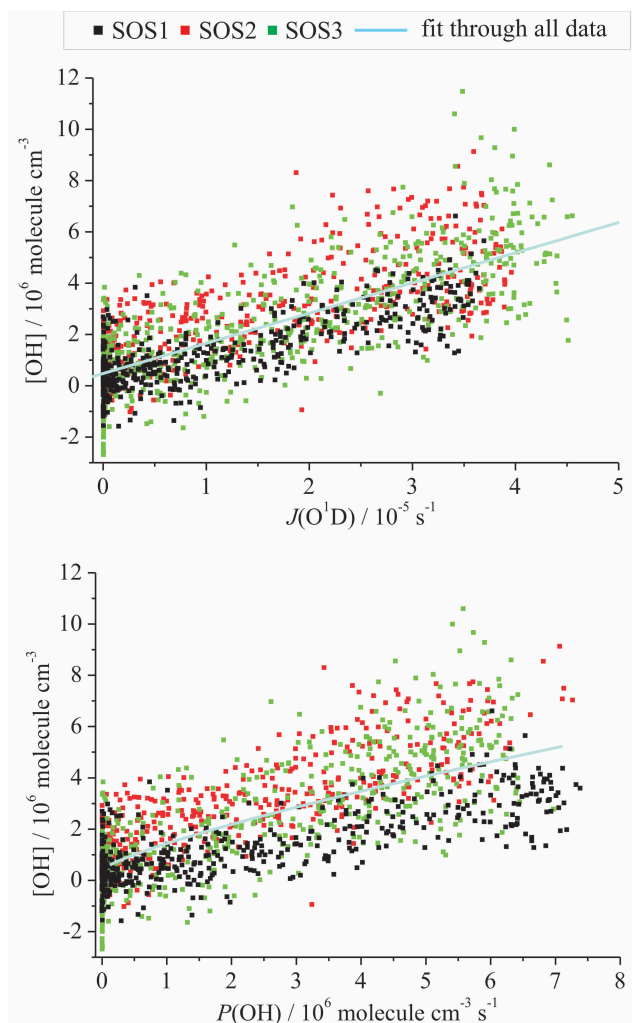 SOS1 SOS2 SOS3 fit through all data
12
10
8
6
4
2
0
-2
[OH] / 10⁶ molecule cm⁻³
0 1 2 3 4 5
J(O¹D) / 10⁻⁵ s⁻¹
12
10
8
6
4
2
0
-2
[OH] / 10⁶ molecule cm⁻³
0 1 2 3 4 5 6 7 8
P(OH) / 10⁶ molecule cm⁻³ s⁻¹